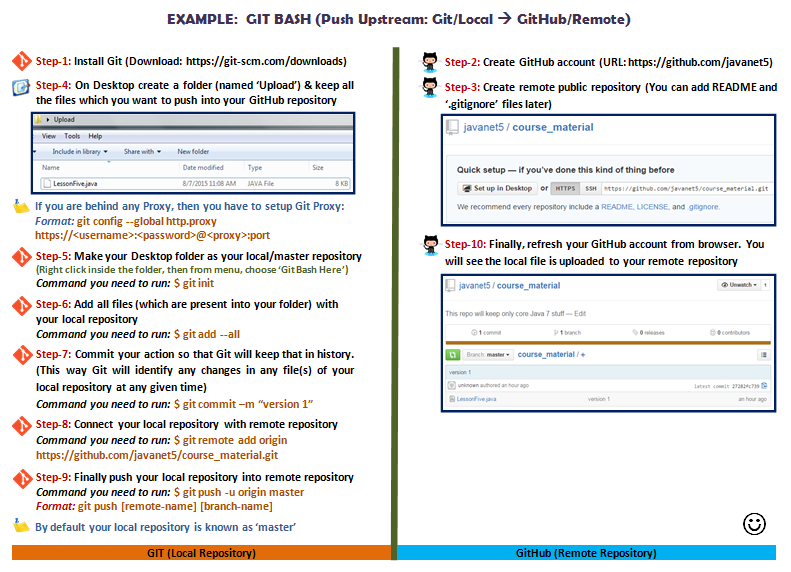 EXAMPLE:  GIT BASH (Push Upstream: Git/Local → GitHub/Remote)
Step-1: Install Git (Download: https://git-scm.com/downloads)
Step-4: On Desktop create a folder (named ‘Upload’) & keep all
the files which you want to push into your GitHub repository
▸ Upload
View Tools Help
Include in library ▾ Share with ▾ New folder
Name Date modified Type Size
LessonFive.java 8/7/2015 11:08 AM JAVA File 8 KB
If you are behind any Proxy, then you have to setup Git Proxy:
Format: git config --global http.proxy
https://<username>:<password>@<proxy>:port
Step-5: Make your Desktop folder as your local/master repository
(Right click inside the folder, then from menu, choose ‘Git Bash Here’)
Command you need to run: $ git init
Step-6: Add all files (which are present into your folder) with
your local repository
Command you need to run: $ git add --all
Step-7: Commit your action so that Git will keep that in history.
(This way Git will identify any changes in any file(s) of your
local repository at any given time)
Command you need to run: $ git commit –m “version 1”
Step-8: Connect your local repository with remote repository
Command you need to run: $ git remote add origin
https://github.com/javanet5/course_material.git
Step-9: Finally push your local repository into remote repository
Command you need to run: $ git push -u origin master
Format: git push [remote-name] [branch-name]
By default your local repository is known as ‘master’
GIT (Local Repository)
Step-2: Create GitHub account (URL: https://github.com/javanet5)
Step-3: Create remote public repository (You can add README and
‘.gitignore’ files later)
javanet5 / course_material
Quick setup — if you’ve done this kind of thing before
Set up in Desktop or HTTPS SSH https://github.com/javanet5/course_material.git
We recommend every repository include a README, LICENSE, and .gitignore.
Step-10: Finally, refresh your GitHub account from browser. You
will see the local file is uploaded to your remote repository
javanet5 / course_material Unwatch ▾ 1
This repo will keep only core Java 7 stuff — Edit
1 commit 1 branch 0 releases 0 contributors
Branch: master ▾ course_material / +
version 1
unknown authored an hour ago latest commit 27282fc730
LessonFive.java version 1 an hour ago
GitHub (Remote Repository)